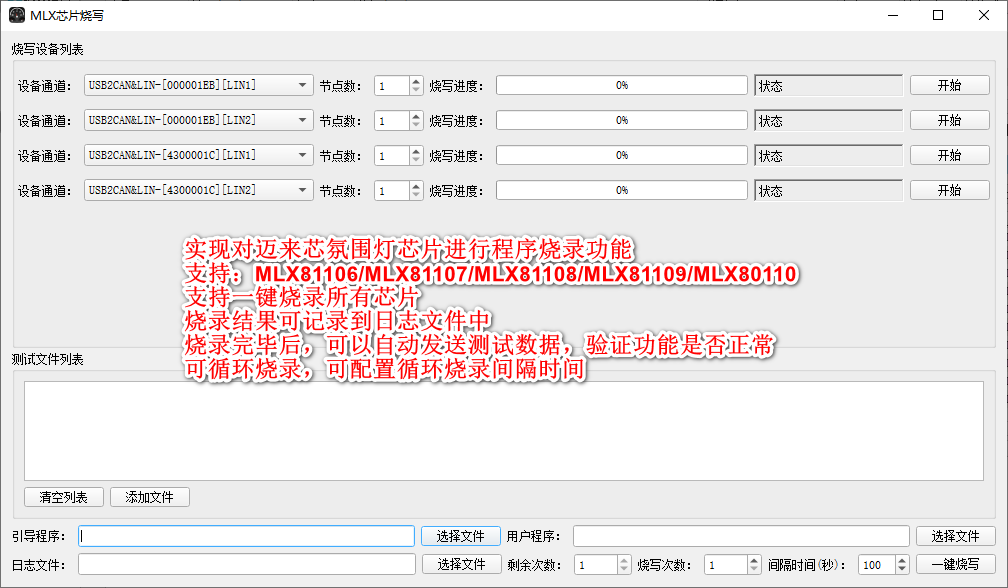 MLX芯片烧写
烧写设备列表
设备通道： USB2CAN&LIN-[000001EB][LIN1] 节点数： 1 烧写进度： 0% 状态 开始
设备通道： USB2CAN&LIN-[000001EB][LIN2] 节点数： 1 烧写进度： 0% 状态 开始
设备通道： USB2CAN&LIN-[4300001C][LIN1] 节点数： 1 烧写进度： 0% 状态 开始
设备通道： USB2CAN&LIN-[4300001C][LIN2] 节点数： 1 烧写进度： 0% 状态 开始
实现对迈来芯氛围灯芯片进行程序烧录功能
支持：MLX81106/MLX81107/MLX81108/MLX81109/MLX80110
支持一键烧录所有芯片
烧录结果可记录到日志文件中
烧录完毕后，可以自动发送测试数据，验证功能是否正常
可循环烧录，可配置循环烧录间隔时间
测试文件列表
清空列表 添加文件
引导程序： 选择文件 用户程序： 选择文件
日志文件： 选择文件 剩余次数： 1 烧写次数： 1 间隔时间(秒)： 100 一键烧写